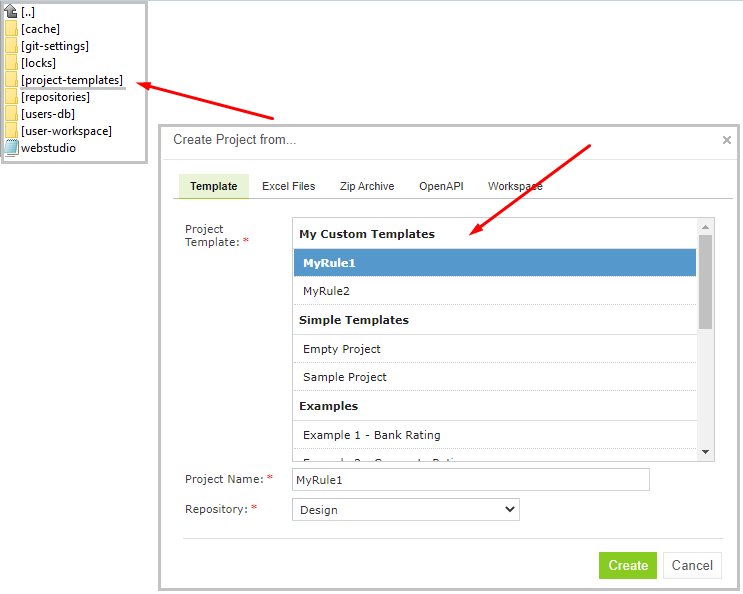 [..]
[cache]
[git-settings]
[locks]
[project-templates]
[repositories]
[users-db]
[user-workspace]
webstudio
Create Project from...
×
Template Excel Files Zip Archive OpenAPI Workspace
Project
Template: *
My Custom Templates
MyRule1
MyRule2
Simple Templates
Empty Project
Sample Project
Examples
Example 1 - Bank Rating
Project Name: * MyRule1
Repository: * Design
Create Cancel